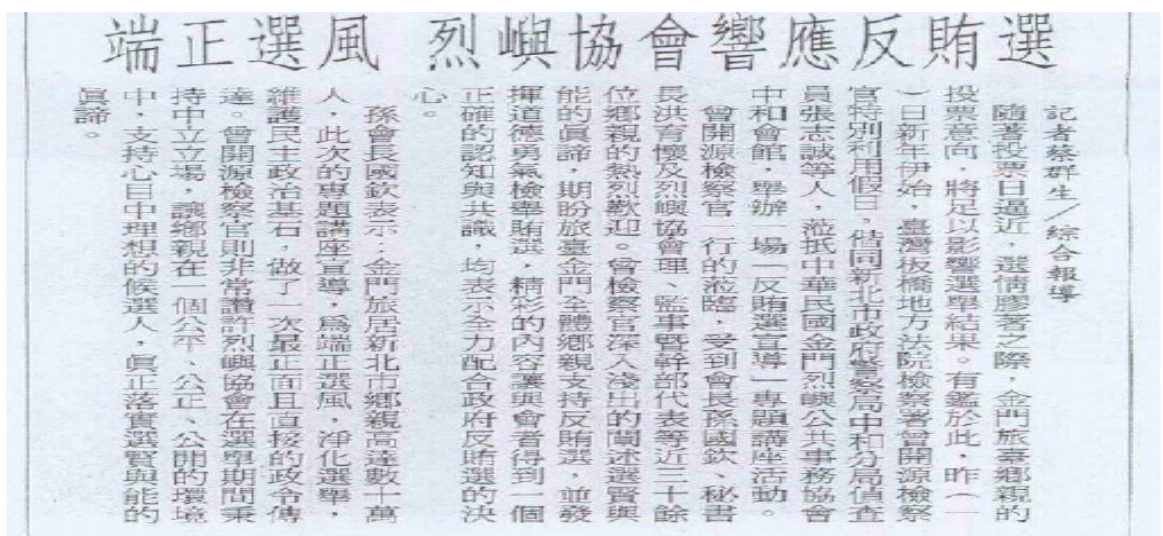 端正選風 烈嶼協會響應反賄選
記者蔡群生／綜合報導
隨著投票日逼近，選情膠著之際，金門旅臺鄉親的
投票意向，將足以影響選舉結果。有鑑於此，昨（一
）日新年伊始，臺灣板橋地方法院檢察署曾開源檢察
官特別利用假日，偕同新北市政府警察局中和分局偵查
員張志誠等人，蒞抵中華民國金門烈嶼公共事務協會
中和會館，舉辦一場「反賄選宣導」專題講座活動。
曾開源檢察官一行的蒞臨，受到會長孫國欽、秘書
長洪育懷及烈嶼協會理、監事暨幹部代表等近三十餘
位鄉親的熱烈歡迎。曾檢察官深入淺出的闡述選賢與
能的眞諦，期盼旅臺金門全體鄉親支持反賄選，並發
揮道德勇氣檢舉賄選，精彩的內容讓與會者得到一個
正確的認知與共識，均表示全力配合政府反賄選的決
心。
孫會長國欽表示：金門旅居新北市鄉親高達數十萬
人，此次的專題講座宣導，爲端正選風，淨化選舉，
維護民主政治基石，做了一次最正面且直接的政令傳
達。曾開源檢察官則非常讚許烈嶼協會在選舉期間秉
持中立立場，讓鄉親在一個公平、公正、公開的環境
中，支持心目中理想的候選人，眞正落實選賢與能的
眞諦。